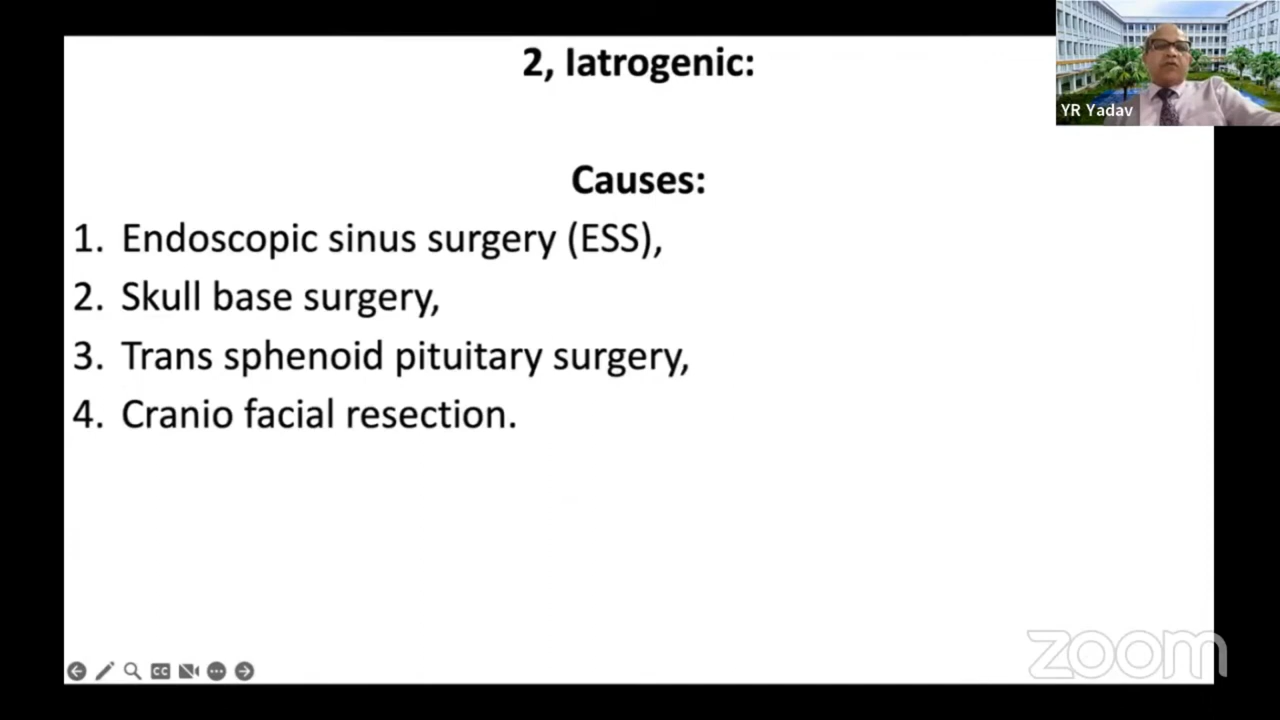 2, Iatrogenic:
YR Yadav
Causes:
1. Endoscopic sinus surgery (ESS),
2. Skull base surgery,
3. Trans sphenoid pituitary surgery,
4. Cranio facial resection.
CC
zoom